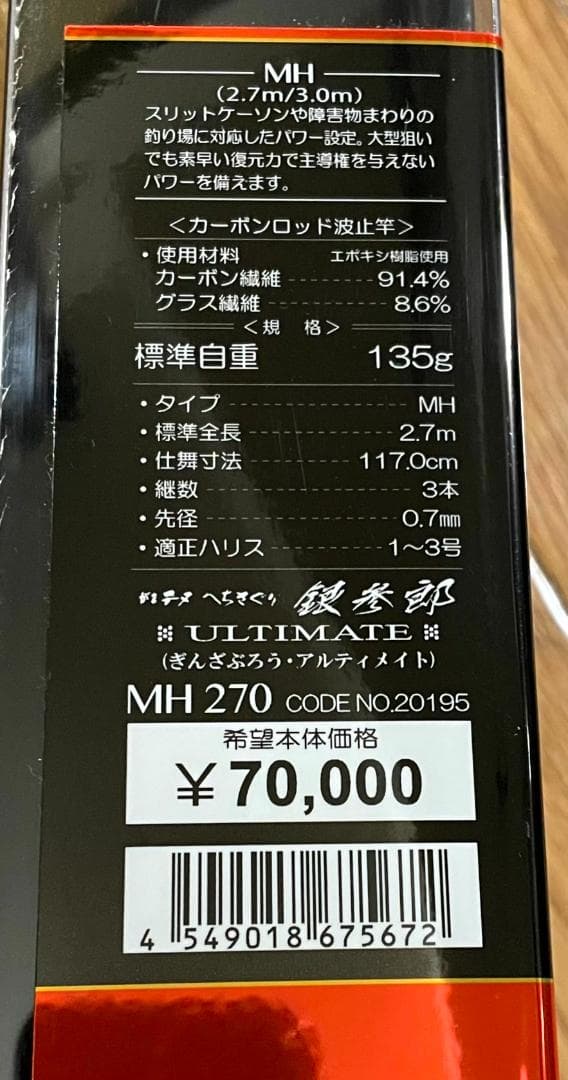 MH
(2.7m/3.0m)
スリットケーソンや障害物まわりの
釣り場に対応したパワー設定。大型狙い
でも素早い復元力で主導権を与えない
パワーを備えます。
＜カーボンロッド波止竿＞
・使用材料 エポキシ樹脂使用
カーボン繊維 91.4%
グラス繊維 8.6%
＜規 格＞
標準自重 135g
・タイプ MH
・標準全長 2.7m
・仕舞寸法 117.0cm
・継数 3本
・先径 0.7mm
・適正ハリス 1〜3号
がま チヌ へちさぐり 銀参郎
ULTIMATE
(ぎんざぶろう・アルティメイト)
MH 270 CODE NO.20195
希望本体価格
¥70,000
4 549018 675672